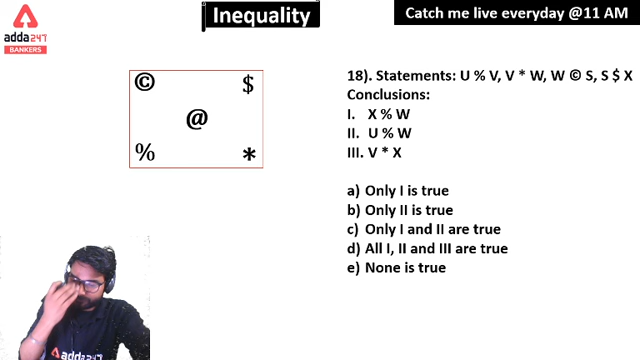 Inequality
Catch me live everyday @11 AM
adda247
BANKERS
© $
@
% *
18). Statements: U % V, V * W, W © S, S $ X
Conclusions:
I. X % W
II. U % W
III. V * X
a) Only I is true
b) Only II is true
c) Only I and II are true
d) All I, II and III are true
e) None is true
adda247